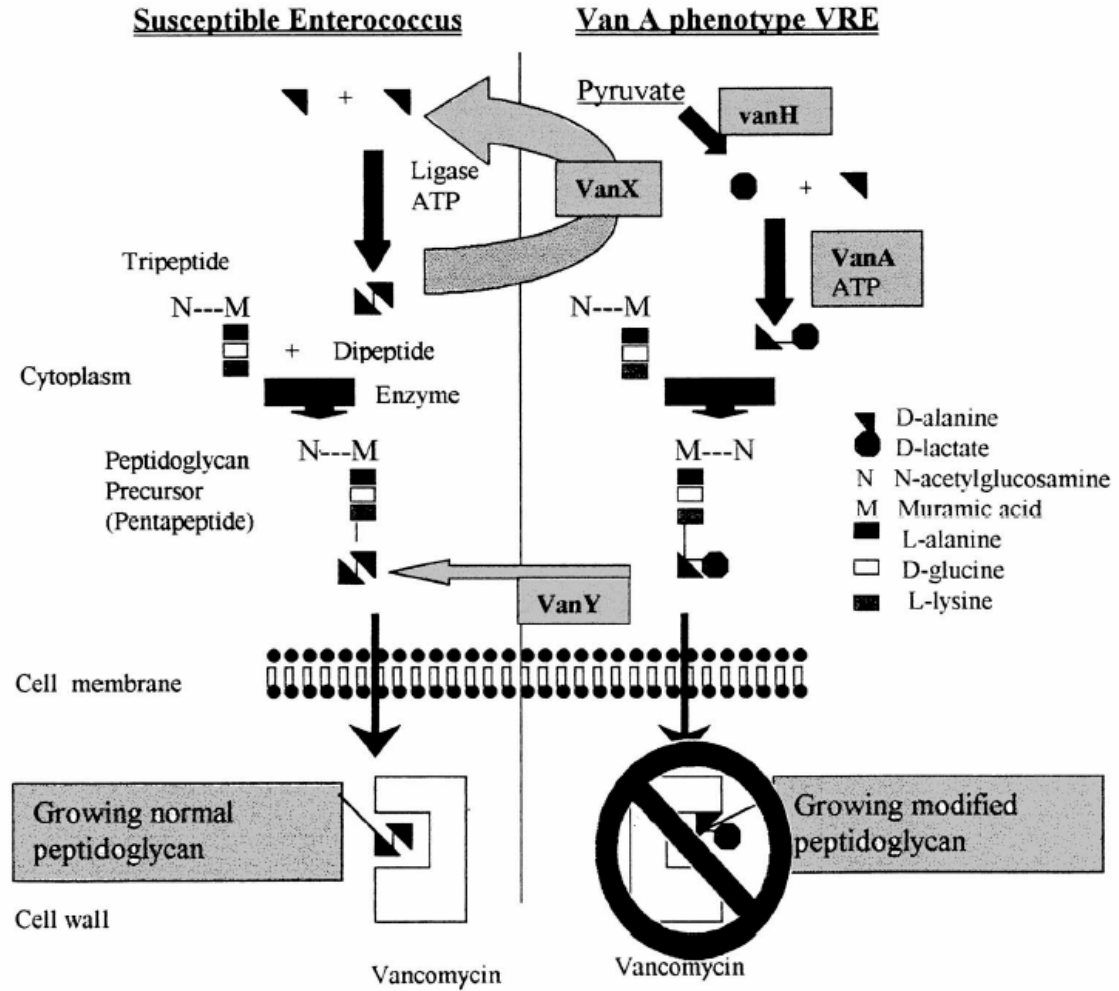 Susceptible Enterococcus
Van A phenotype VRE
+
Pyruvate
vanH
Ligase
ATP
VanX
+
VanA
ATP
Tripeptide
N---M
+
Dipeptide
N---M
Cytoplasm
Enzyme
Peptidoglycan
Precursor
(Pentapeptide)
N---M
M---N
D-alanine
D-lactate
N N-acetylglucosamine
M Muramic acid
L-alanine
D-glucine
L-lysine
VanY
Cell membrane
Growing normal
peptidoglycan
Growing modified
peptidoglycan
Cell wall
Vancomycin
Vancomycin